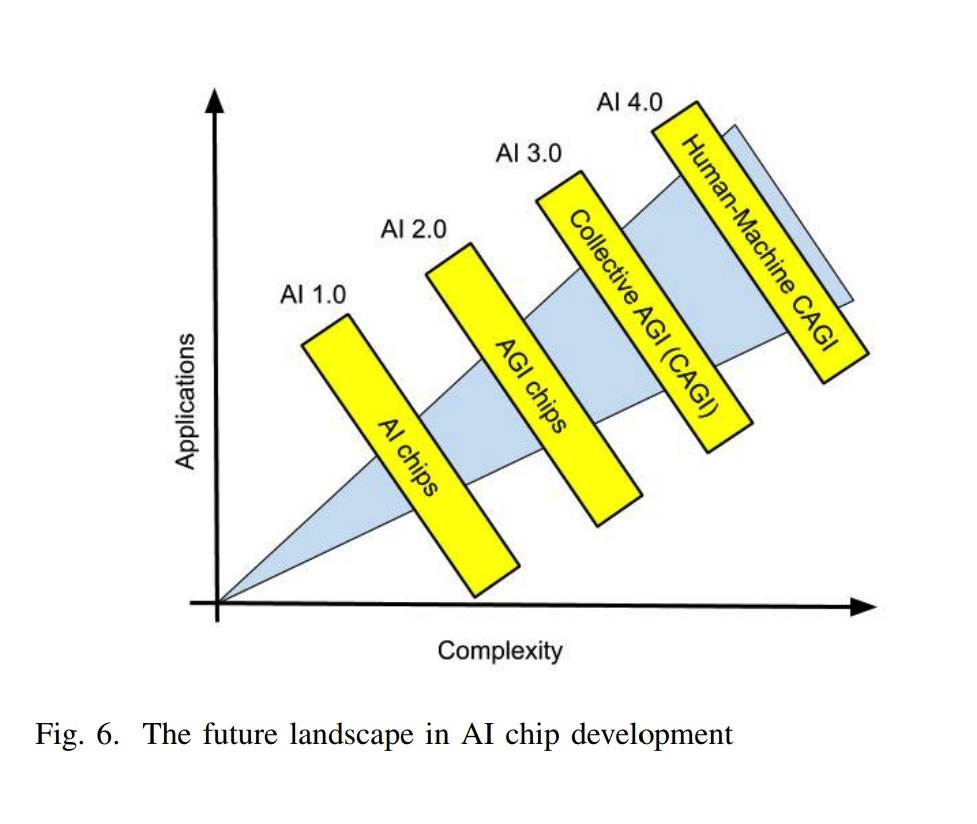 AI 4.0
Human-Machine CAGI
AI 3.0
Collective AGI (CAGI)
AI 2.0
AGI chips
AI 1.0
AI chips
Applications
Complexity
Fig. 6. The future landscape in AI chip development